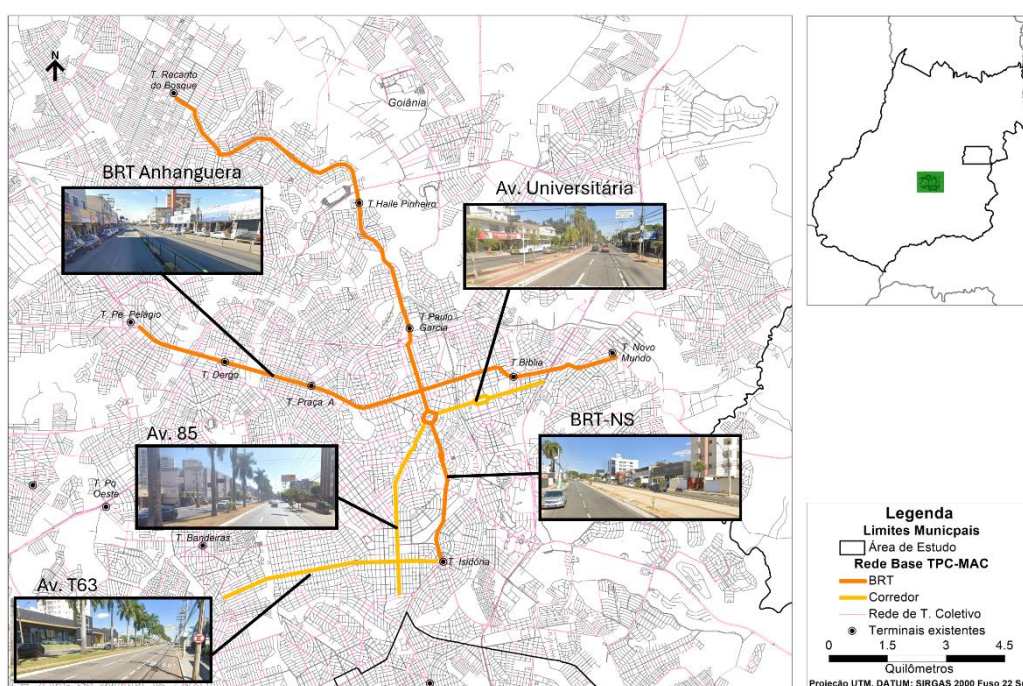 N
T. Recanto
do Bosque
Goiânia
BRT Anhanguera
T.Haile Pinheiro
Av. Universitária
T. Pe. Pelágio
T. Paulo
Garcia
T. Dergo
T. Praça A
T.Bíblia
T. Novo
Mundo
Av. 85
BRT-NS
T. Pq
Oeste
T. Bandeiras
T. Isidória
Av. T63
Legenda
Limites Municpais
Área de Estudo
Rede Base TPC-MAC
BRT
Corredor
Rede de T. Coletivo
Terminais existentes
0 1.5 3 4.5
Quilômetros
Projeção UTM, DATUM: SIRGAS 2000 Fuso 22 Su